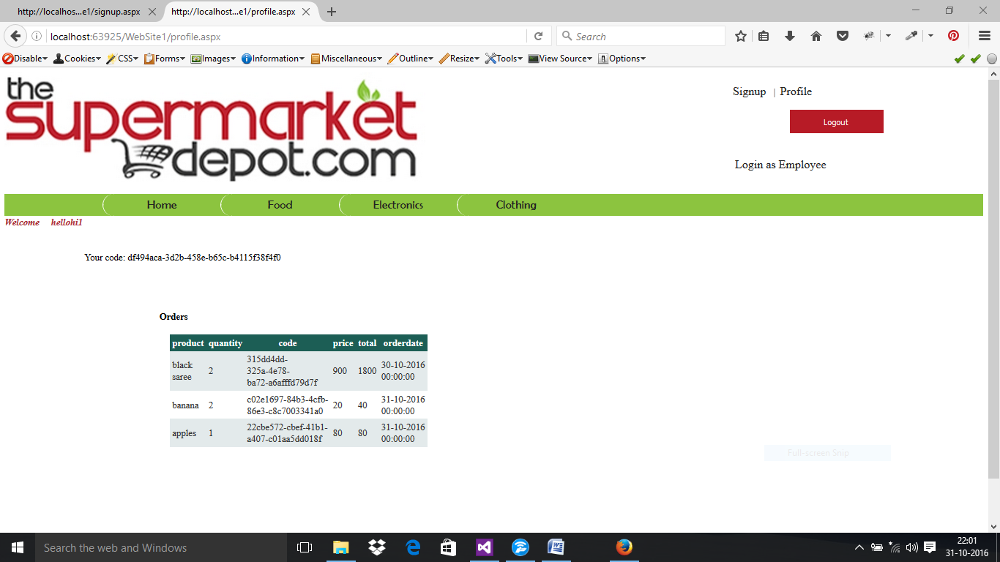 http://localhos...e1/signup.aspx
http://localhost...e1/profile.aspx
localhost:63925/WebSite1/profile.aspx
Search
Disable Cookies CSS Forms Images Information Miscellaneous Outline Resize Tools View Source Options
the
supermarket
depot.com
Signup | Profile
Logout
Login as Employee
Home Food Electronics Clothing
Welcome hellohi1
Your code: df494aca-3d2b-458e-b65c-b4115f38f4f0
Orders
product quantity code price total orderdate
black
saree
2
315dd4dd-
325a-4e78-
ba72-a6afffd79d7f
900
1800
30-10-2016
00:00:00
banana
2
c02e1697-84b3-4cfb-
86e3-c8c7003341a0
20
40
31-10-2016
00:00:00
apples
1
22cbe572-cbef-41b1-
a407-c01aa5dd018f
80
80
31-10-2016
00:00:00
Full-screen Snip
Search the web and Windows
22:01
31-10-2016